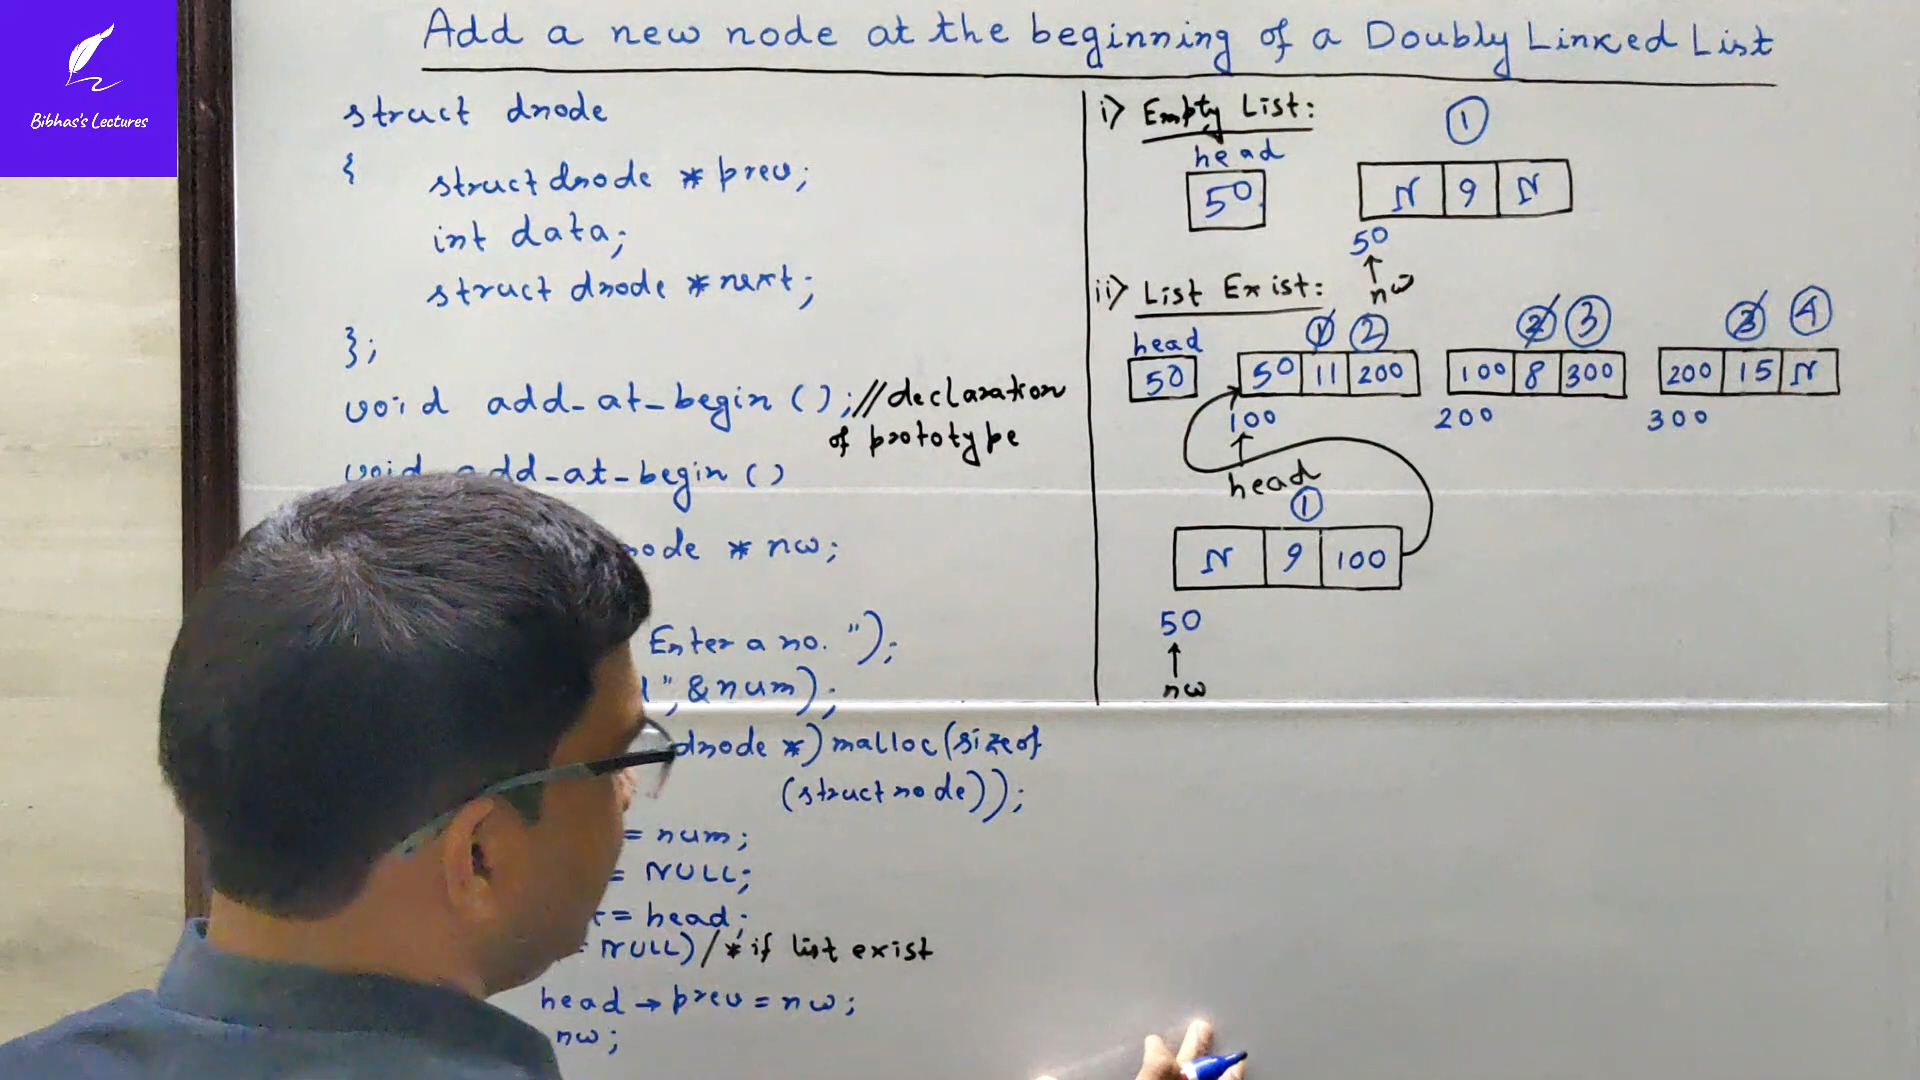 Bibhas's Lectures
Add a new node at the beginning of a Doubly Linked List
struct dnode
{ struct dnode * prev;
int data;
struct dnode * next;
};
void add_at_begin (); // declaration
of prototype
void add_at_begin ()
* nw;
Enter a no. ");
", &num);
dnode *) malloc (sizeof
(struct node));
= num;
= NULL;
= head;
= NULL) /* if list exist
head → prev = nw;
nw;
i) Empty List:
1
head
50
N 9 N
50
↑
nw
ii) List Exist:
1 2 2 3 3 4
head
50 50 11 200 100 8 300 200 15 N
100 200 300
↑
head
1
N 9 100
50
↑
nw